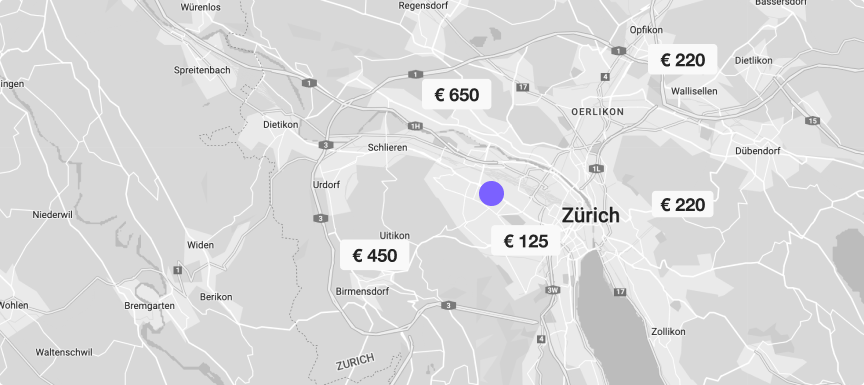 Würenlos
Regensdorf
Bassersdorf
Opfikon
1
€ 220
Dietlikon
Spreitenbach
1
1
4
ingen
17
€ 650
Wallisellen
OERLIKON
15
Dietikon
1H
3
Schlieren
Dübendorf
1L
Urdorf
€ 220
Niederwil
3
Zürich
Uitikon
€ 125
Widen
€ 450
1
Birmensdorf
3W
17
Berikon
Wohlen
Bremgarten
3
Zollikon
4
Waltenschwil
ZURICH